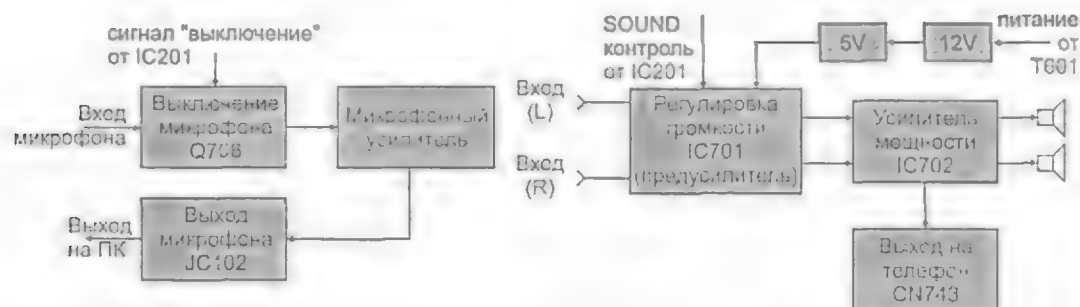 сигнал "выключение"
от IC201
Вход
микрофона
Выключение
микрофона
Q706
Микрофонный
усилитель
Выход
на ПК
Выход
микрофона
JC102
SOUND
контроль
от IC201
5V
12V
питание
от
T601
Вход
(L)
Вход
(R)
Регулировка
громкости
IC701
(предусилитель)
Усилитель
мощности
IC702
Выход на
телефон
CN743